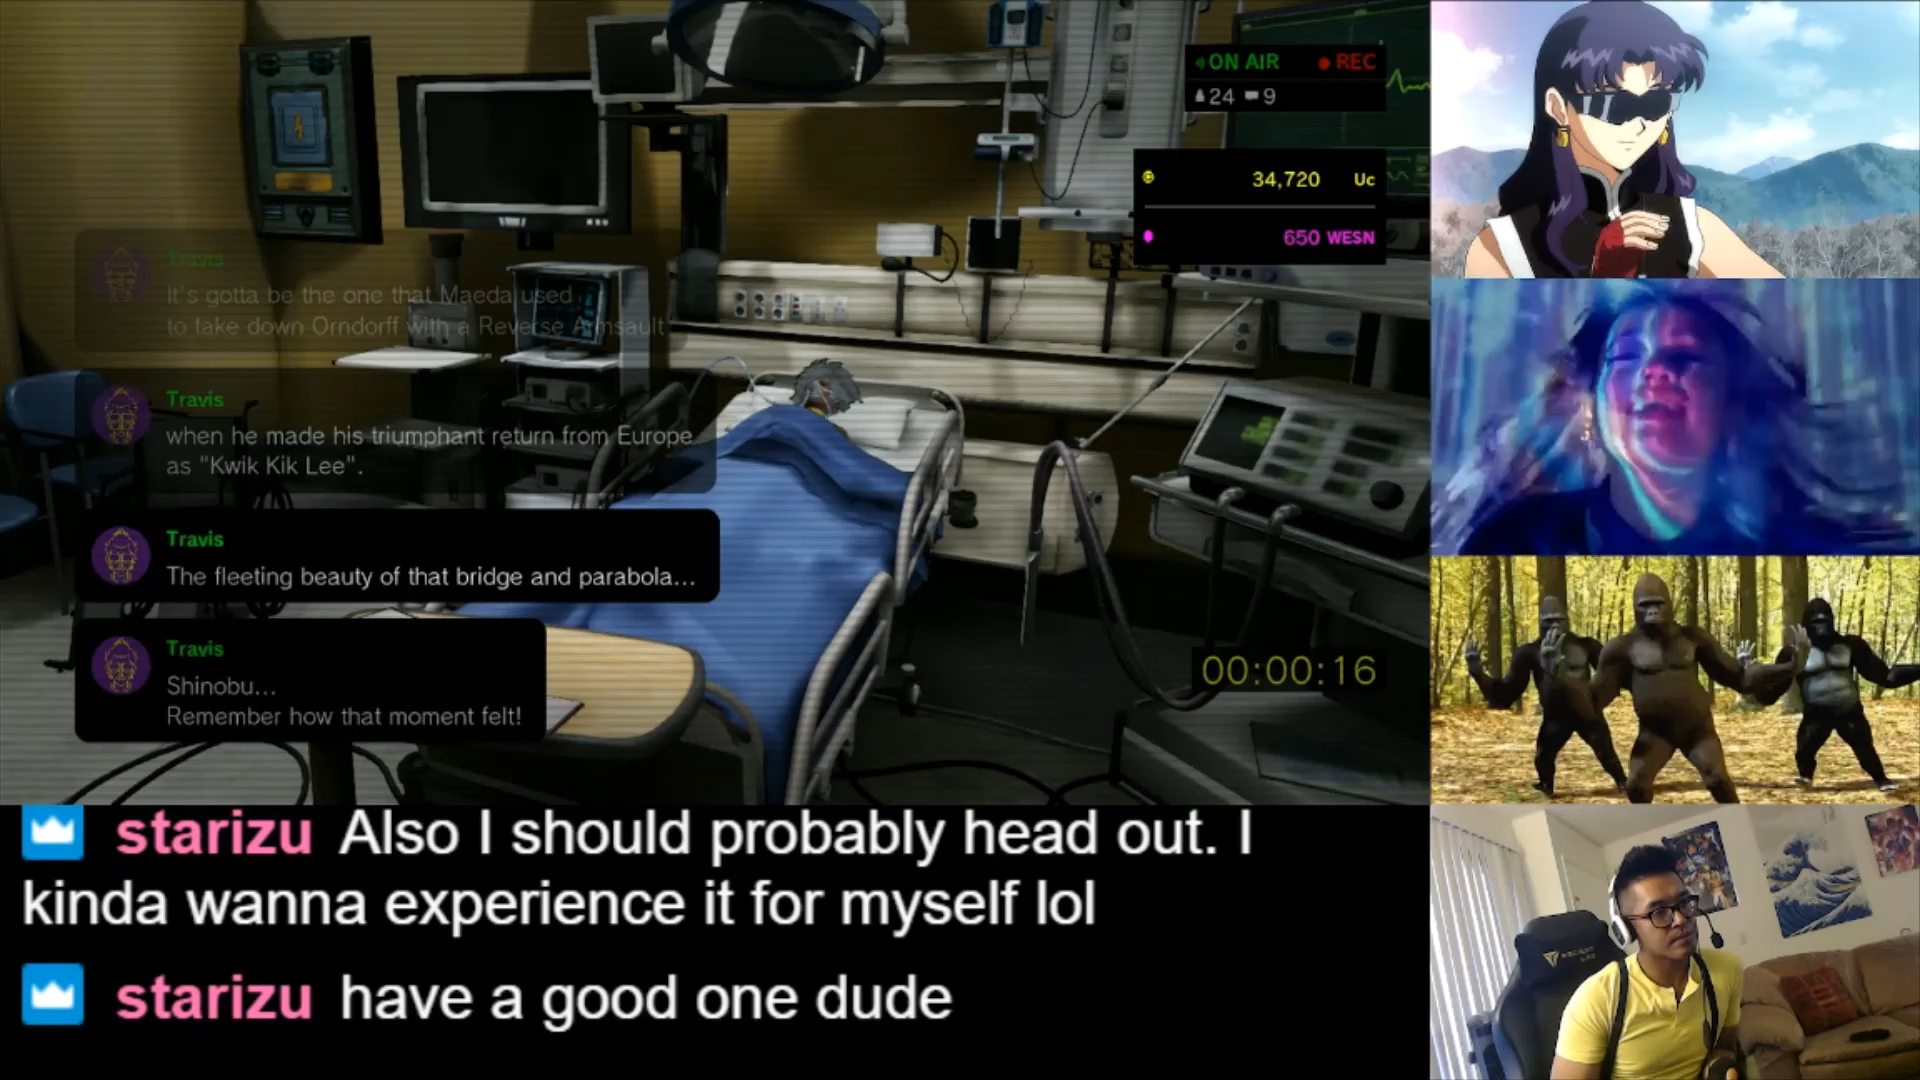 ON AIR REC
24 9
34,720 Uc
650 WESN
Travis
It's gotta be the one that Maeda used
to take down Orndorff with a Reverse Armsault
Travis
when he made his triumphant return from Europe
as "Kwik Kik Lee".
Travis
The fleeting beauty of that bridge and parabola...
Travis
Shinobu...
Remember how that moment felt!
00:00:16
starizu Also I should probably head out. I
kinda wanna experience it for myself lol
starizu have a good one dude